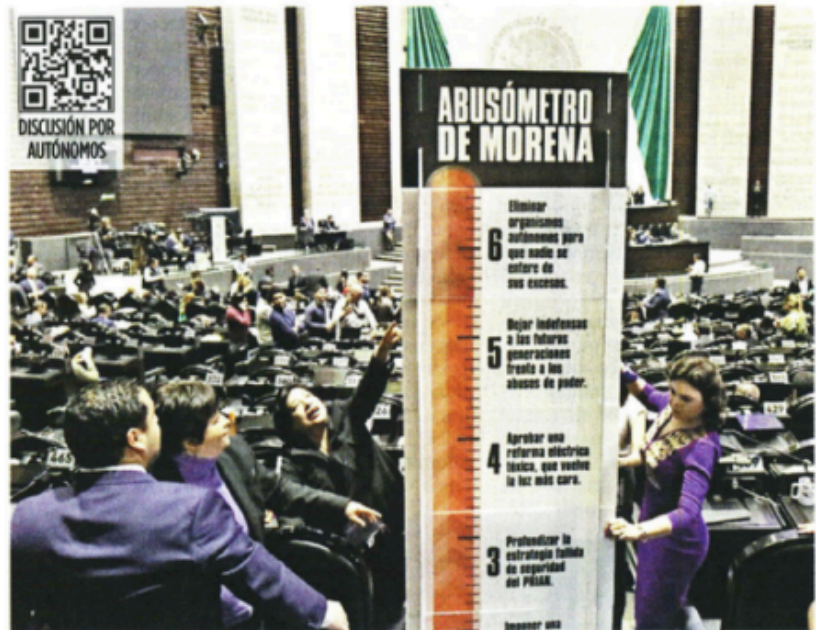 DISCUSIÓN POR
AUTÓNOMOS
ABUSÓMETRO
DE MORENA
6
Eliminar
organismos
autónomos para
que nadie se
entere de
sus excesos.
5
Dejar indefensas
a las futuras
generaciones
frente a los
abusos de poder.
4
Aprobar una
reforma eléctrica
tóxica, que vuelve
la luz más cara.
3
Profundizar la
estrategia fallida
de seguridad
del PRIAN.
Imponer una
465
429